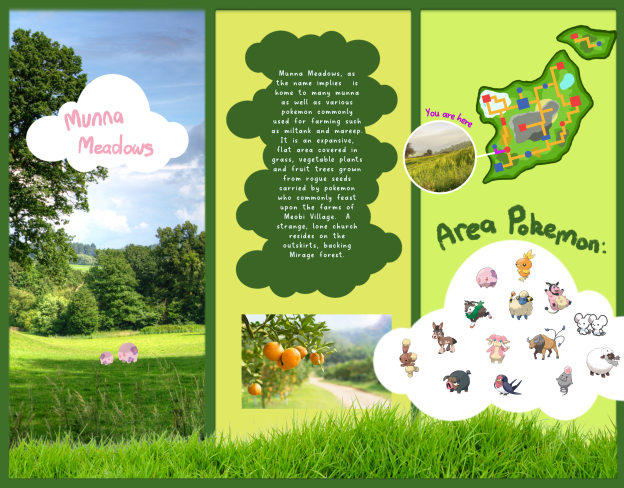 Munna
Meadows
Munna Meadows, as
the name implies is
home to many munna
as well as various
pokemon commonly
used for farming such
as miltank and mareep.
It is an expansive,
flat area covered in
grass, vegetable plants
and fruit trees grown
from rogue seeds
carried by pokemon
who commonly feast
upon the farms of
Meobi Village. A
strange, lone church
resides on the
outskirts, backing
Mirage forest.
You are here
Area Pokemon: